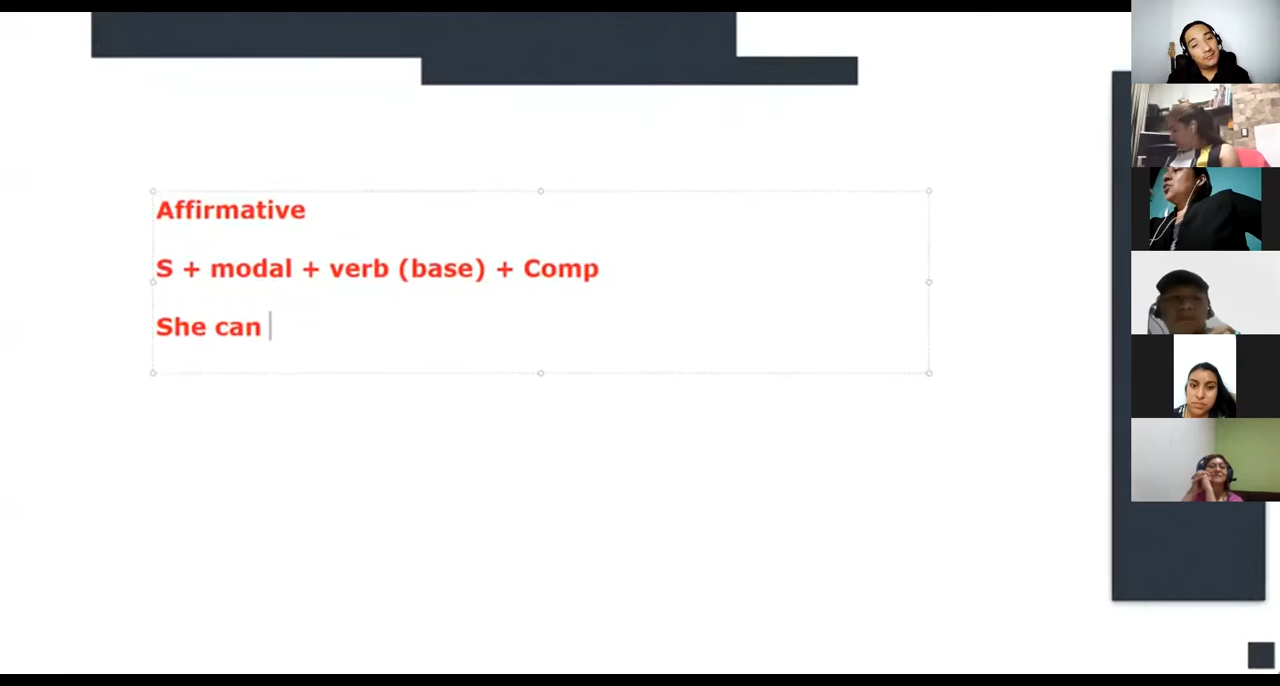 Affirmative
S + modal + verb (base) + Comp
She can